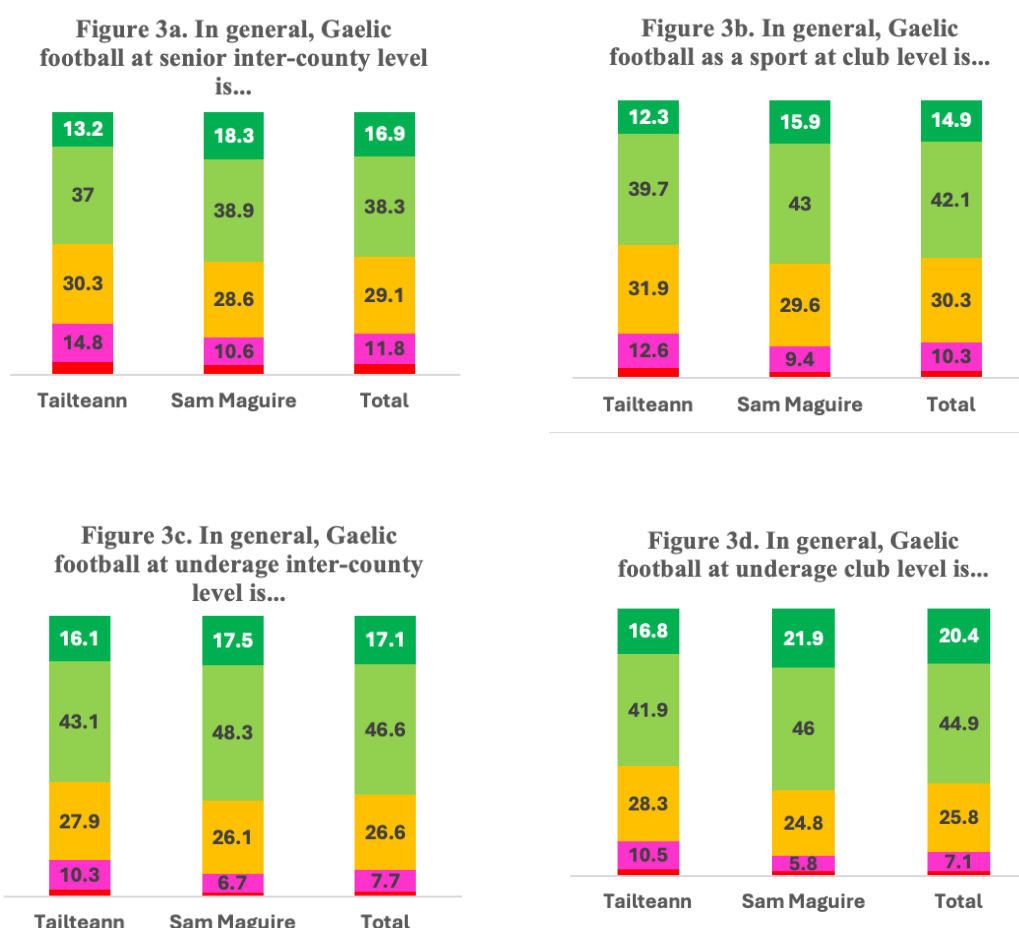 Figure 3a. In general, Gaelic
football at senior inter-county level
is...
13.2
18.3
16.9
37
38.9
38.3
30.3
28.6
29.1
14.8
10.6
11.8
Tailteann
Sam Maguire
Total
Figure 3b. In general, Gaelic
football as a sport at club level is...
12.3
15.9
14.9
39.7
43
42.1
31.9
29.6
30.3
12.6
9.4
10.3
Tailteann
Sam Maguire
Total
Figure 3c. In general, Gaelic
football at underage inter-county
level is...
16.1
17.5
17.1
43.1
48.3
46.6
27.9
26.1
26.6
10.3
6.7
7.7
Tailteann
Sam Maguire
Total
Figure 3d. In general, Gaelic
football at underage club level is...
16.8
21.9
20.4
41.9
46
44.9
28.3
24.8
25.8
10.5
5.8
7.1
Tailteann
Sam Maguire
Total